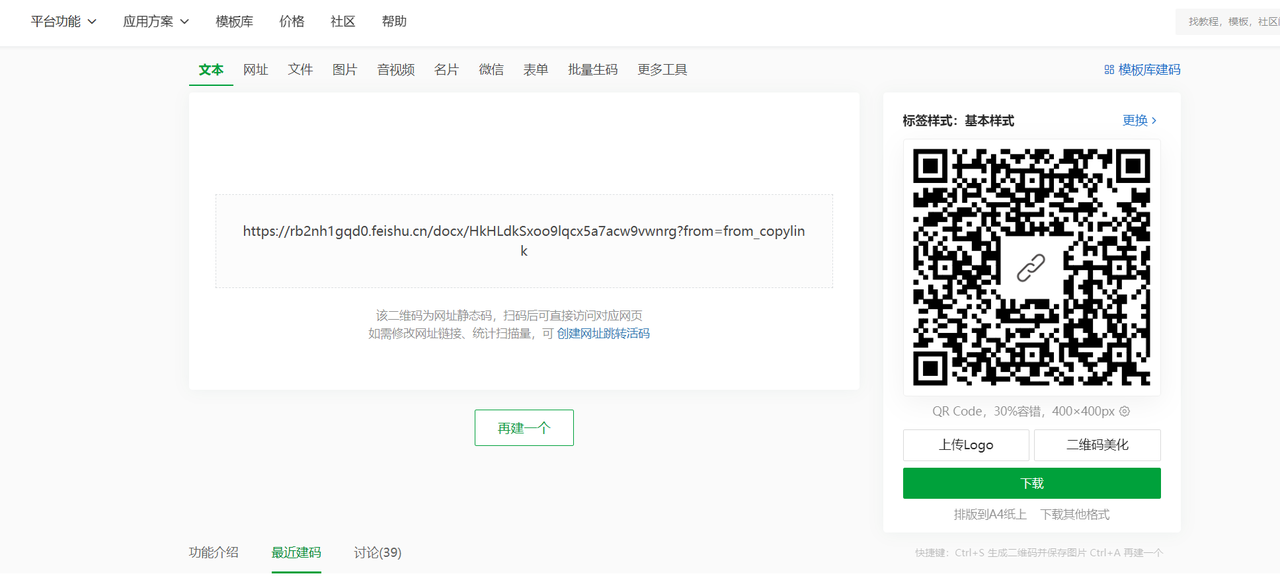 平台功能 应用方案 模板库 价格 社区 帮助
找教程，模板，社区
文本 网址 文件 图片 音视频 名片 微信 表单 批量生码 更多工具
模板库建码
https://rb2nh1gqd0.feishu.cn/docx/HkHLdkSxoo9Iqcx5a7acw9vwnrg?from=from_copylin
k
该二维码为网址静态码，扫码后可直接访问对应网页
如需修改网址链接、统计扫描量，可 创建网址跳转活码
再建一个
标签样式：基本样式
更换
QR Code，30%容错，400×400px
上传Logo 二维码美化
下载
排版到A4纸上 下载其他格式
功能介绍 最近建码 讨论(39)
快捷键：Ctrl+S 生成二维码并保存图片 Ctrl+A 再建一个